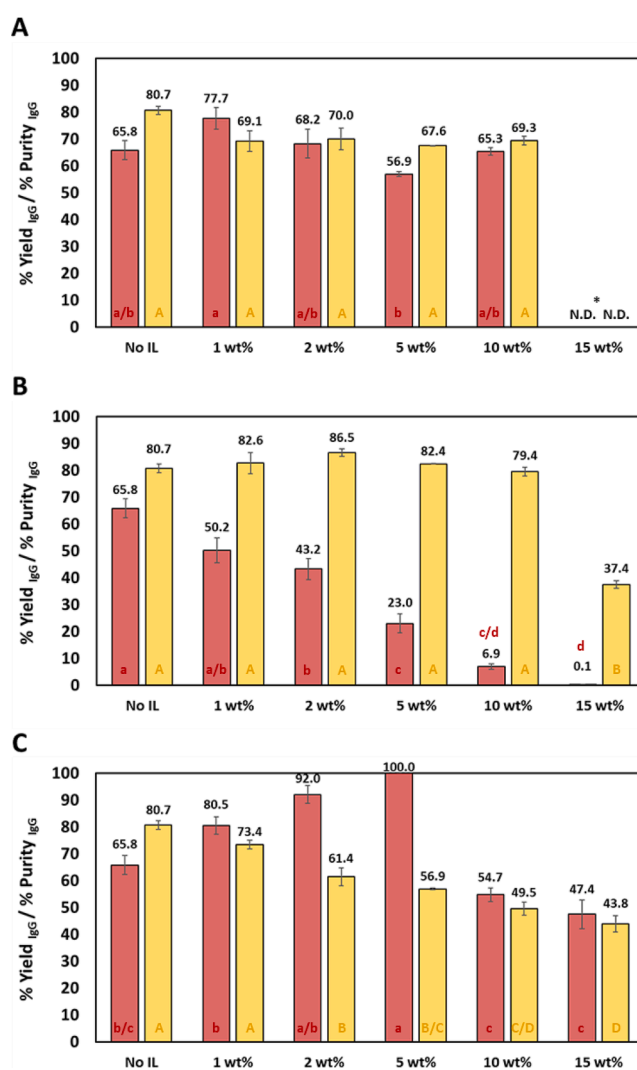 A
% Yield IgG / % Purity IgG
100
90
80
70
60
50
40
30
20
10
0
65.8 80.7 77.7 69.1 68.2 70.0 56.9 67.6 65.3 69.3 *
N.D. N.D.
a/b A a A a/b A b A a/b A
No IL 1 wt% 2 wt% 5 wt% 10 wt% 15 wt%
B
% Yield IgG / % Purity IgG
100
90
80
70
60
50
40
30
20
10
0
65.8 80.7 50.2 82.6 43.2 86.5 23.0 82.4 6.9 79.4 0.1 37.4
a A a/b A b A c A c/d A d B
No IL 1 wt% 2 wt% 5 wt% 10 wt% 15 wt%
C
% Yield IgG / % Purity IgG
100
90
80
70
60
50
40
30
20
10
0
65.8 80.7 80.5 73.4 92.0 61.4 100.0 56.9 54.7 49.5 47.4 43.8
b/c A b A a/b B a B/C c C/D c D
No IL 1 wt% 2 wt% 5 wt% 10 wt% 15 wt%